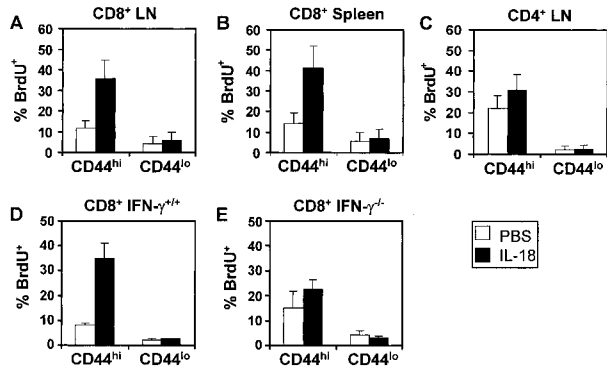 A
CD8⁺ LN
% BrdU⁺
60
50
40
30
20
10
0
CD44ʰⁱ CD44ˡᵒ
B
CD8⁺ Spleen
% BrdU⁺
60
50
40
30
20
10
0
CD44ʰⁱ CD44ˡᵒ
C
CD4⁺ LN
% BrdU⁺
60
50
40
30
20
10
0
CD44ʰⁱ CD44ˡᵒ
D
CD8⁺ IFN-γ⁺/⁺
% BrdU⁺
50
40
30
20
10
0
CD44ʰⁱ CD44ˡᵒ
E
CD8⁺ IFN-γ⁻/⁻
% BrdU⁺
50
40
30
20
10
0
CD44ʰⁱ CD44ˡᵒ
PBS
IL-18